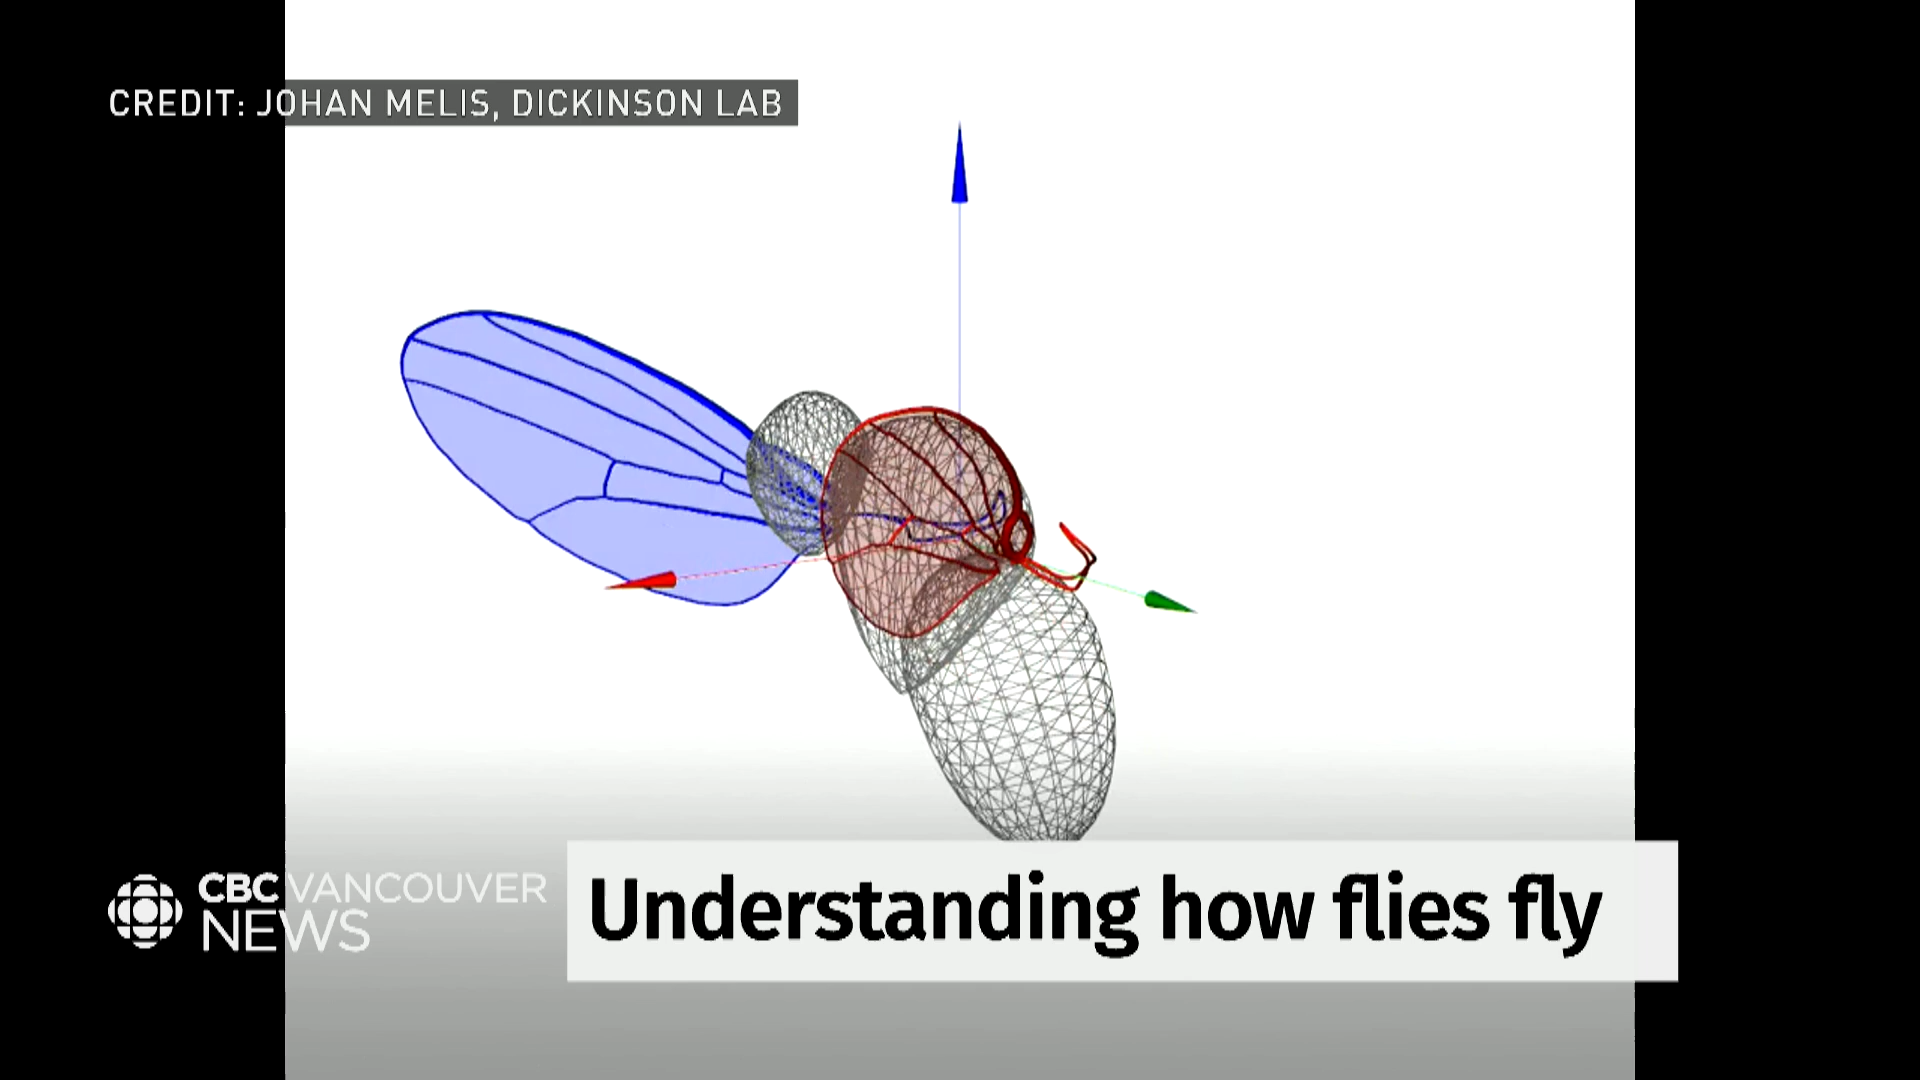 CREDIT: JOHAN MELIS, DICKINSON LAB
CBC VANCOUVER
NEWS
Understanding how flies fly